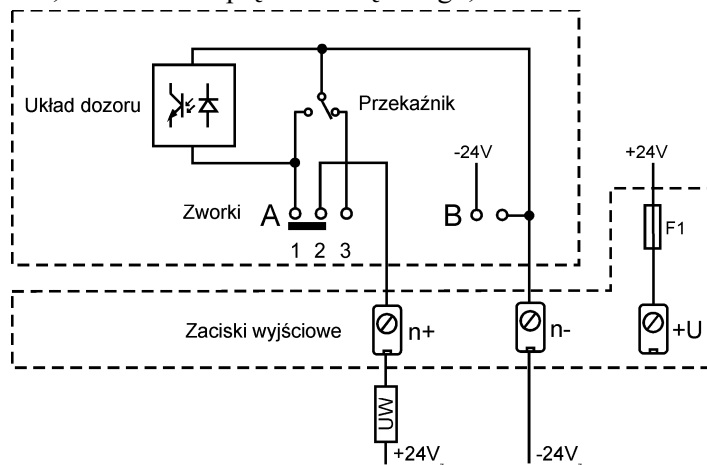 Układ dozoru
Przekaźnik
-24V
+24V
Zworki
A
B
F1
1 2 3
Zaciski wyjściowe
n+
n-
+U
UW
+24V
-24V